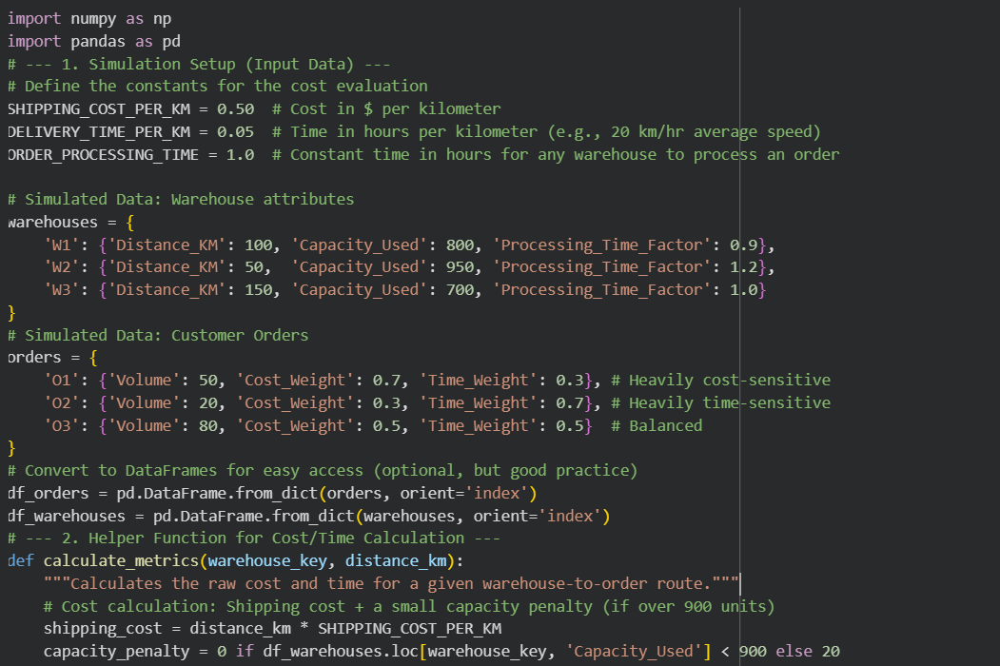 import numpy as np
import pandas as pd
# --- 1. Simulation Setup (Input Data) ---
# Define the constants for the cost evaluation
SHIPPING_COST_PER_KM = 0.50  # Cost in $ per kilometer
DELIVERY_TIME_PER_KM = 0.05  # Time in hours per kilometer (e.g., 20 km/hr average speed)
ORDER_PROCESSING_TIME = 1.0  # Constant time in hours for any warehouse to process an order

# Simulated Data: Warehouse attributes
warehouses = {
    'W1': {'Distance_KM': 100, 'Capacity_Used': 800, 'Processing_Time_Factor': 0.9},
    'W2': {'Distance_KM': 50,  'Capacity_Used': 950, 'Processing_Time_Factor': 1.2},
    'W3': {'Distance_KM': 150, 'Capacity_Used': 700, 'Processing_Time_Factor': 1.0}
}
# Simulated Data: Customer Orders
orders = {
    'O1': {'Volume': 50, 'Cost_Weight': 0.7, 'Time_Weight': 0.3}, # Heavily cost-sensitive
    'O2': {'Volume': 20, 'Cost_Weight': 0.3, 'Time_Weight': 0.7}, # Heavily time-sensitive
    'O3': {'Volume': 80, 'Cost_Weight': 0.5, 'Time_Weight': 0.5}  # Balanced
}
# Convert to DataFrames for easy access (optional, but good practice)
df_orders = pd.DataFrame.from_dict(orders, orient='index')
df_warehouses = pd.DataFrame.from_dict(warehouses, orient='index')
# --- 2. Helper Function for Cost/Time Calculation ---
def calculate_metrics(warehouse_key, distance_km):
    """Calculates the raw cost and time for a given warehouse-to-order route."""
    # Cost calculation: Shipping cost + a small capacity penalty (if over 900 units)
    shipping_cost = distance_km * SHIPPING_COST_PER_KM
    capacity_penalty = 0 if df_warehouses.loc[warehouse_key, 'Capacity_Used'] < 900 else 20